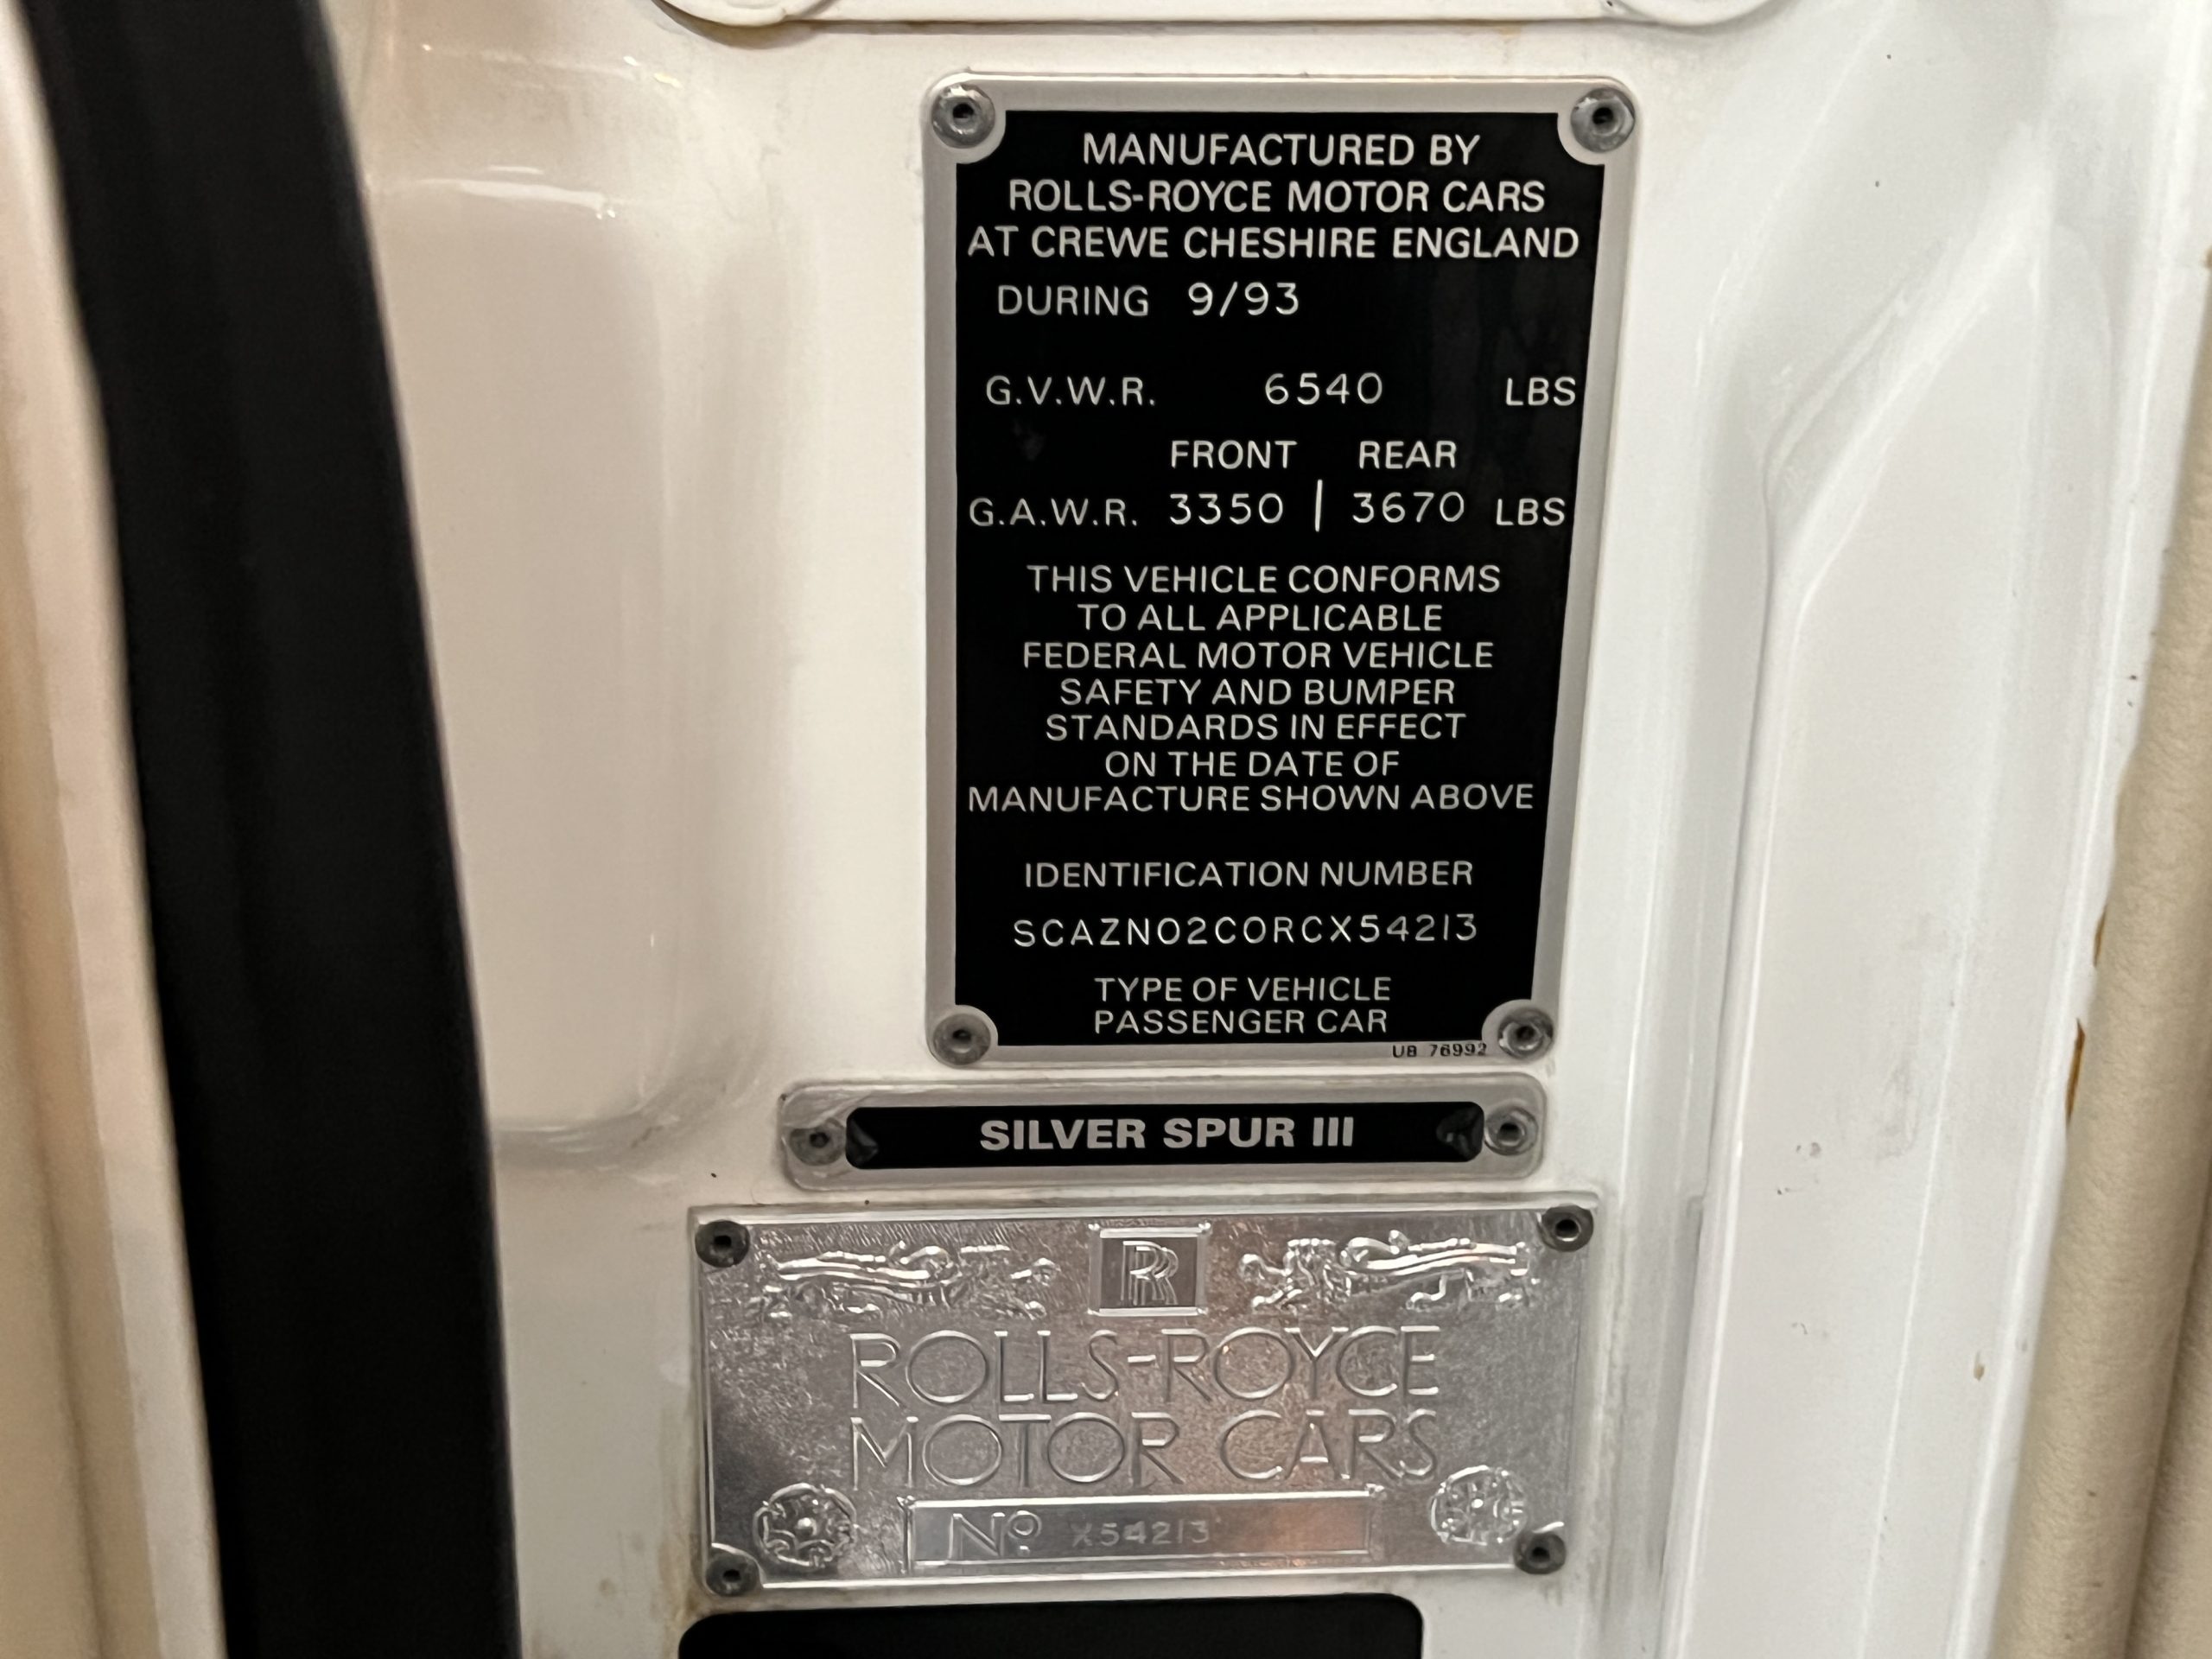 MANUFACTURED BY
ROLLS-ROYCE MOTOR CARS
AT CREWE CHESHIRE ENGLAND
DURING 9/93
G.V.W.R. 6540 LBS
FRONT REAR
G.A.W.R. 3350 | 3670 LBS
THIS VEHICLE CONFORMS
TO ALL APPLICABLE
FEDERAL MOTOR VEHICLE
SAFETY AND BUMPER
STANDARDS IN EFFECT
ON THE DATE OF
MANUFACTURE SHOWN ABOVE
IDENTIFICATION NUMBER
SCAZN02C0RCX54213
TYPE OF VEHICLE
PASSENGER CAR
UB 76992
SILVER SPUR III
RR
ROLLS-ROYCE
MOTOR CARS
Nº X54213